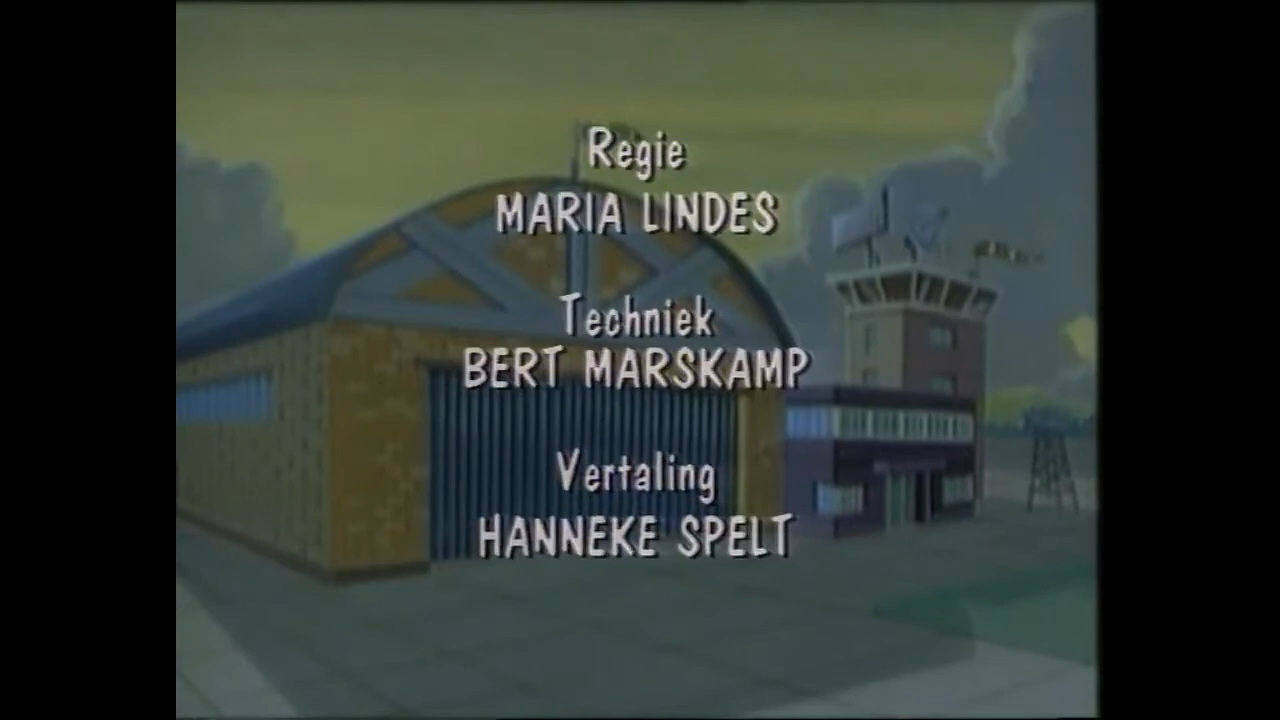 Regie
MARIA LINDES
Techniek
BERT MARSKAMP
Vertaling
HANNEKE SPELT